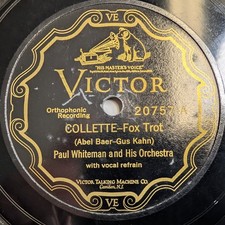 VE
"HIS MASTER'S VOICE"
VICTOR
Orthophonic
Recording
20757
COLLETTE-Fox Trot
(Abel Baer-Gus Kahn)
Paul Whiteman and His Orchestra
with vocal refrain
VICTOR TALKING MACHINE CO.
Camden, N.J.
VE